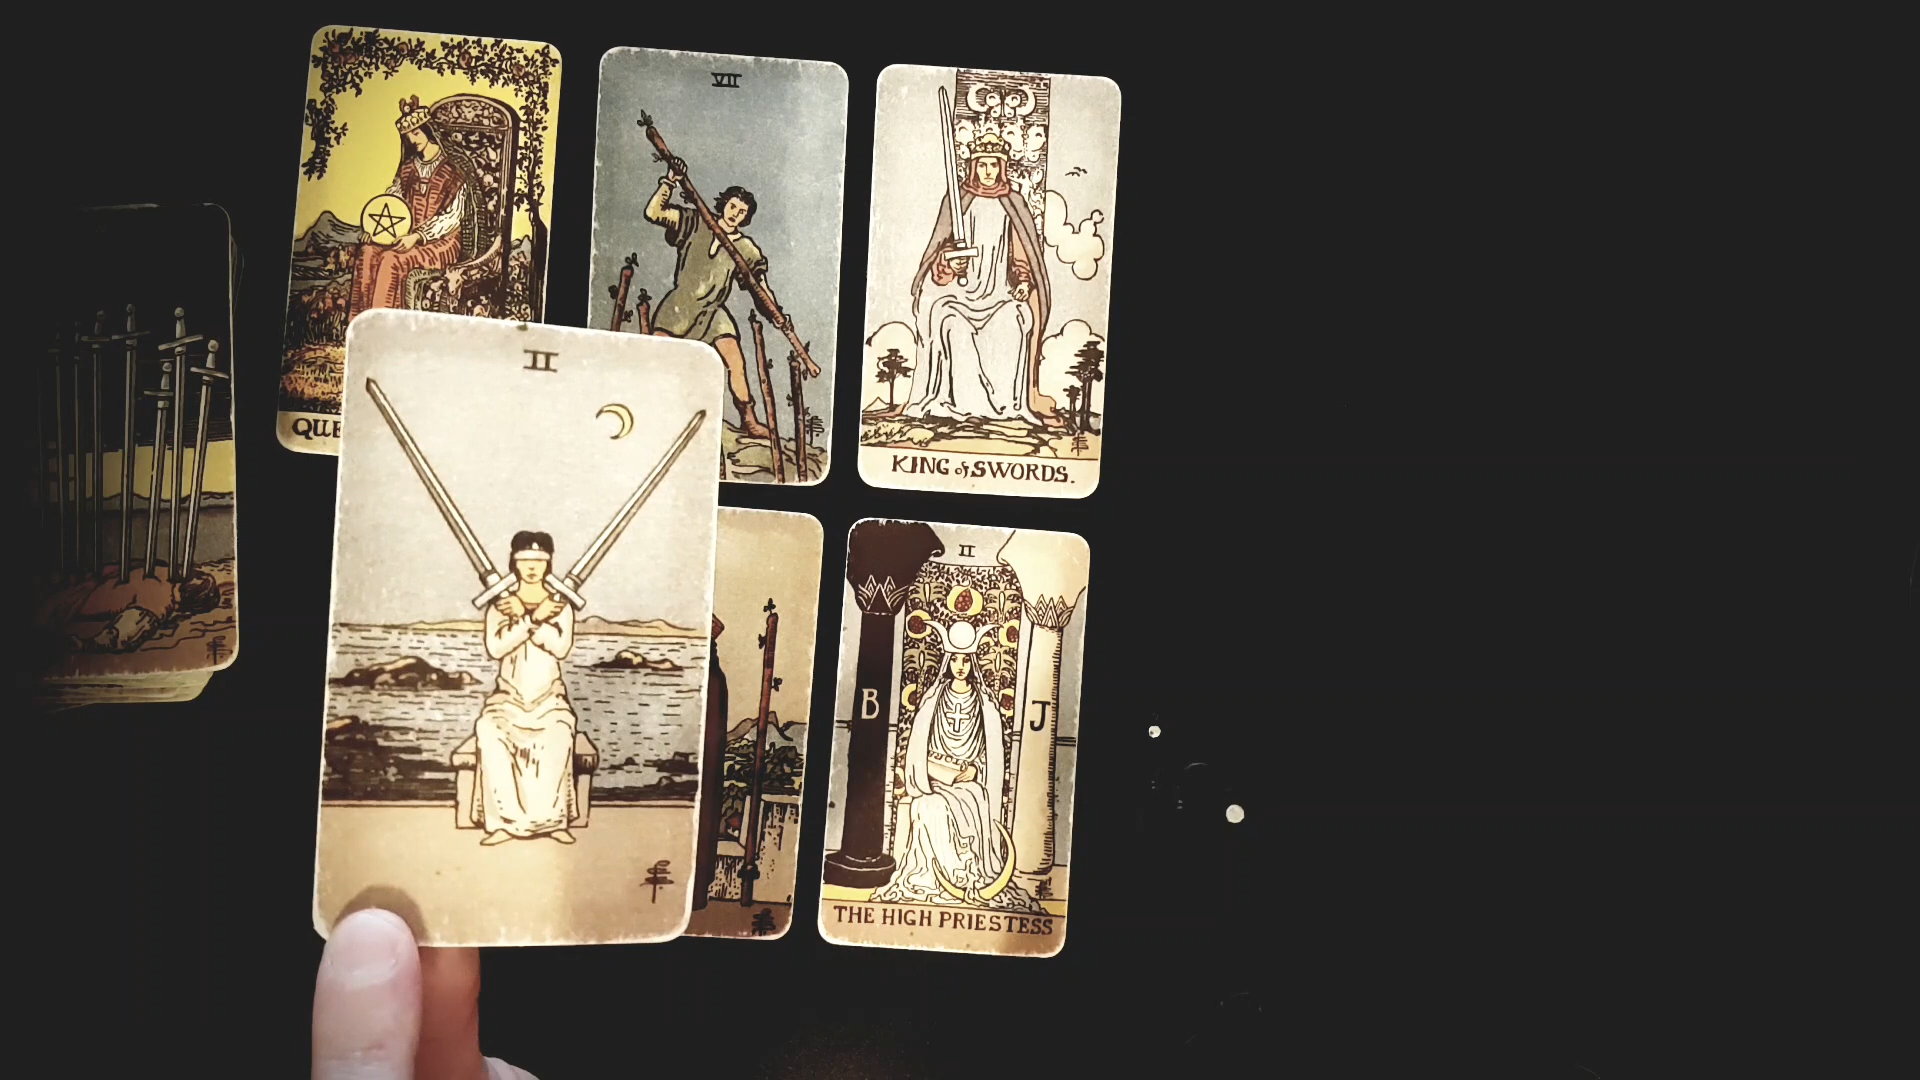 VII
QUE
KING of SWORDS.
II
II
B
J
THE HIGH PRIESTESS